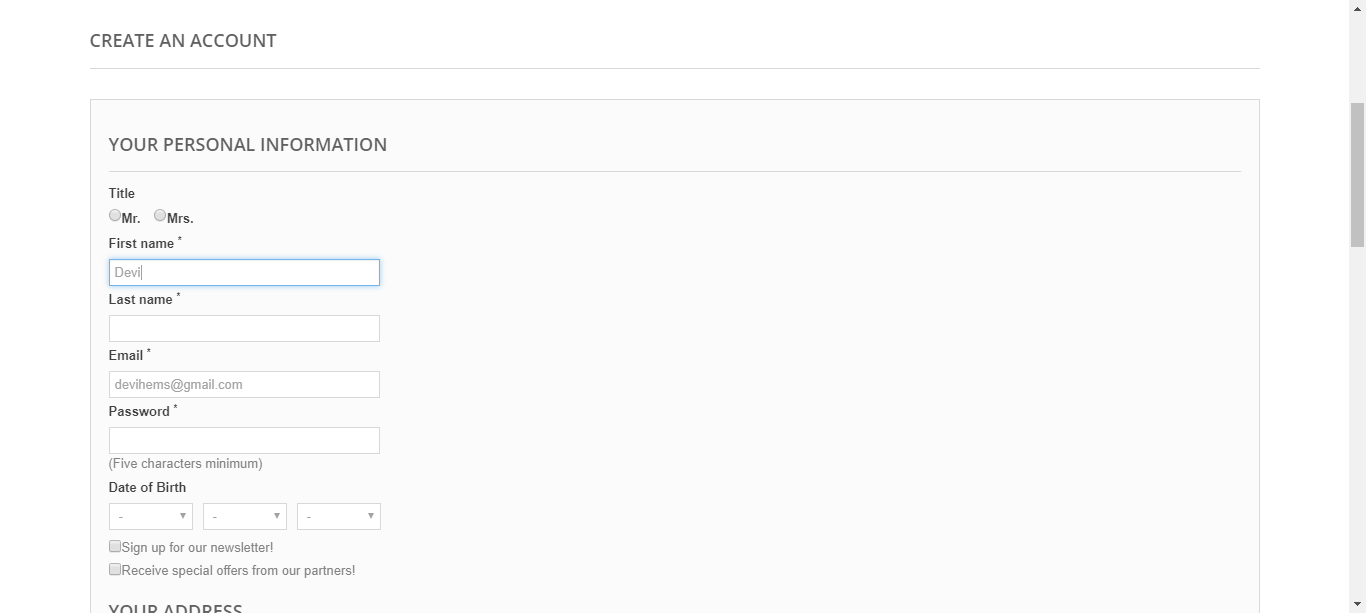 CREATE AN ACCOUNT
YOUR PERSONAL INFORMATION
Title
Mr. Mrs.
First name *
Devi
Last name *
Email *
devihems@gmail.com
Password *
(Five characters minimum)
Date of Birth
- - -
Sign up for our newsletter!
Receive special offers from our partners!
YOUR ADDRESS